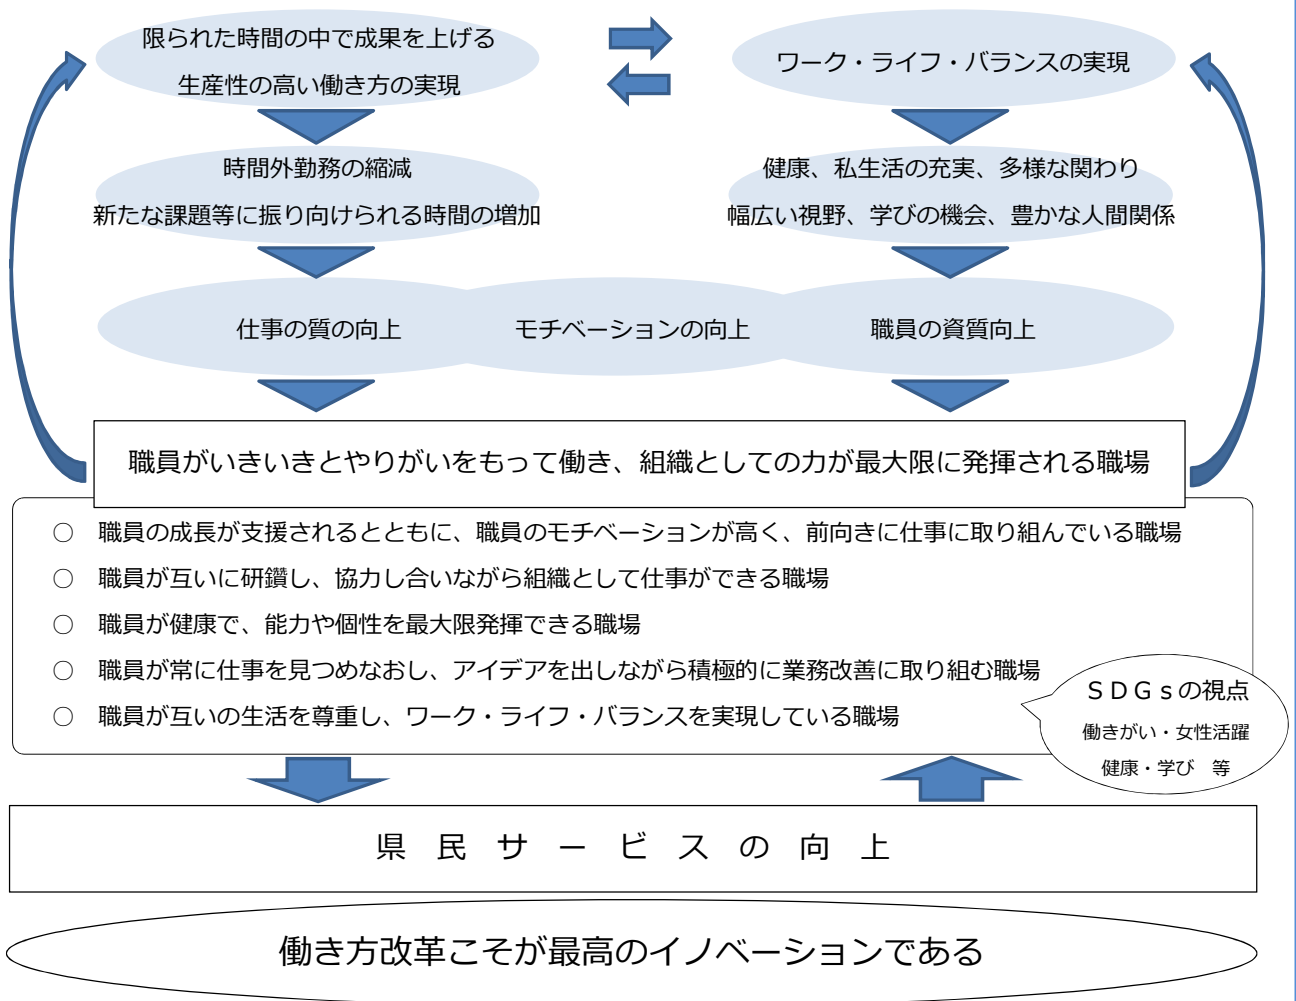 限られた時間の中で成果を上げる
生産性の高い働き方の実現
ワーク・ライフ・バランスの実現
時間外勤務の縮減
新たな課題等に振り向けられる時間の増加
健康、私生活の充実、多様な関わり
幅広い視野、学びの機会、豊かな人間関係
仕事の質の向上
モチベーションの向上
職員の資質向上
職員がいきいきとやりがいをもって働き、組織としての力が最大限に発揮される職場
○ 職員の成長が支援されるとともに、職員のモチベーションが高く、前向きに仕事に取り組んでいる職場
○ 職員が互いに研鑽し、協力し合いながら組織として仕事ができる職場
○ 職員が健康で、能力や個性を最大限発揮できる職場
○ 職員が常に仕事を見つめなおし、アイデアを出しながら積極的に業務改善に取り組む職場
○ 職員が互いの生活を尊重し、ワーク・ライフ・バランスを実現している職場
ＳＤＧｓの視点
働きがい・女性活躍
健康・学び　等
県民サービスの向上
働き方改革こそが最高のイノベーションである